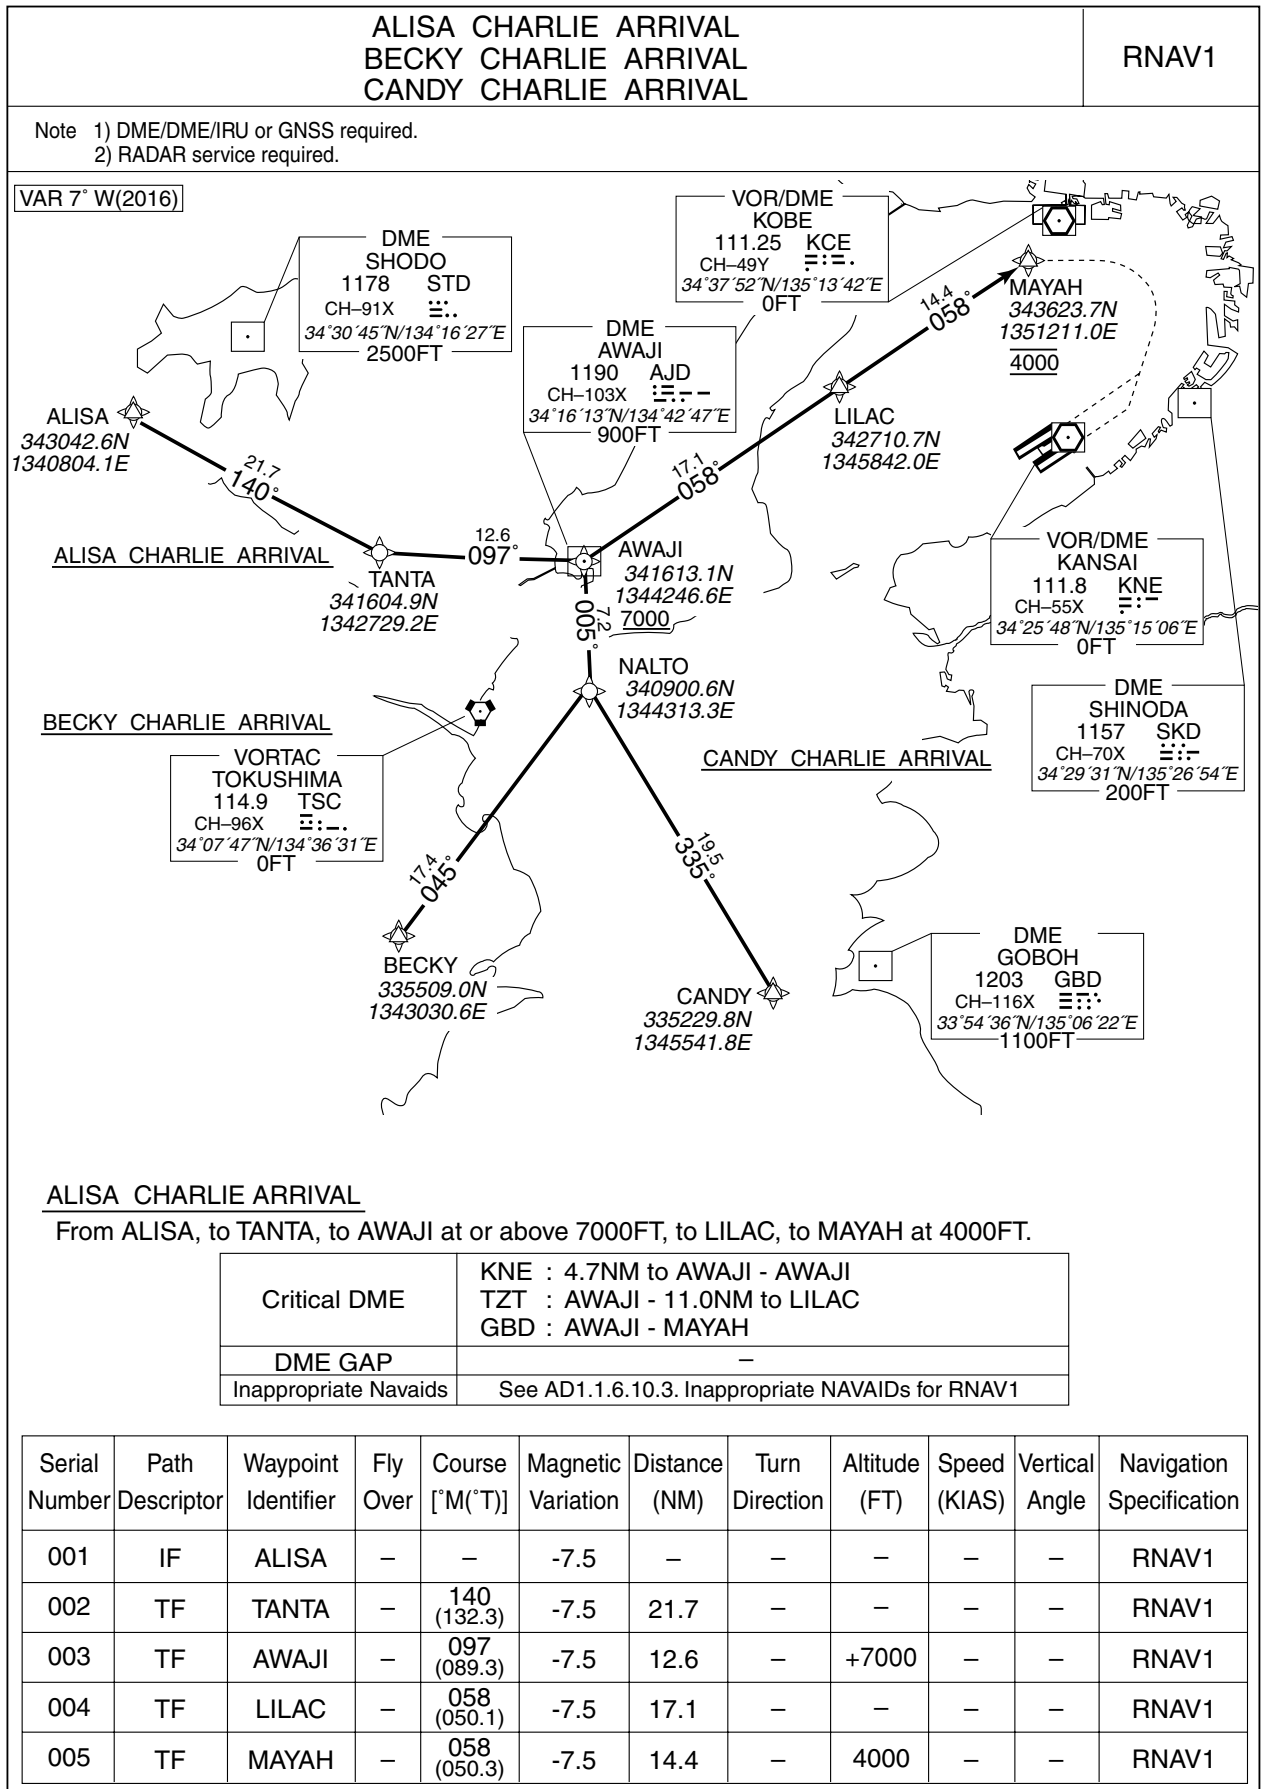 ALISA CHARLIE ARRIVAL
BECKY CHARLIE ARRIVAL
CANDY CHARLIE ARRIVAL
RNAV1
Note 1) DME/DME/IRU or GNSS required.
2) RADAR service required.
VAR 7˚ W(2016)
DME
SHODO
1178 STD
CH–91X
34˚30´45˝N/134˚16´27˝E
2500FT
VOR/DME
KOBE
111.25 KCE
CH–49Y
34˚37´52˝N/135˚13´42˝E
0FT
DME
AWAJI
1190 AJD
CH–103X
34˚16´13˝N/134˚42´47˝E
900FT
MAYAH
343623.7N
1351211.0E
4000
14.4
058˚
ALISA
343042.6N
1340804.1E
LILAC
342710.7N
1345842.0E
21.7
140˚
17.1
058˚
12.6
097˚
ALISA CHARLIE ARRIVAL
TANTA
341604.9N
1342729.2E
AWAJI
341613.1N
1344246.6E
7000
7.2
005˚
VOR/DME
KANSAI
111.8 KNE
CH–55X
34˚25´48˝N/135˚15´06˝E
0FT
NALTO
340900.6N
1344313.3E
BECKY CHARLIE ARRIVAL
CANDY CHARLIE ARRIVAL
DME
SHINODA
1157 SKD
CH–70X
34˚29´31˝N/135˚26´54˝E
200FT
VORTAC
TOKUSHIMA
114.9 TSC
CH–96X
34˚07´47˝N/134˚36´31˝E
0FT
17.4
045˚
19.5
335˚
BECKY
335509.0N
1343030.6E
CANDY
335229.8N
1345541.8E
DME
GOBOH
1203 GBD
CH–116X
33˚54´36˝N/135˚06´22˝E
1100FT
ALISA CHARLIE ARRIVAL
From ALISA, to TANTA, to AWAJI at or above 7000FT, to LILAC, to MAYAH at 4000FT.
Critical DME
KNE : 4.7NM to AWAJI - AWAJI
TZT : AWAJI - 11.0NM to LILAC
GBD : AWAJI - MAYAH
DME GAP –
Inappropriate Navaids See AD1.1.6.10.3. Inappropriate NAVAIDs for RNAV1
Serial Number Path Descriptor Waypoint Identifier Fly Over Course [˚M(˚T)] Magnetic Variation Distance (NM) Turn Direction Altitude (FT) Speed (KIAS) Vertical Angle Navigation Specification
001 IF ALISA – – -7.5 – – – – – RNAV1
002 TF TANTA – 140 (132.3) -7.5 21.7 – – – – RNAV1
003 TF AWAJI – 097 (089.3) -7.5 12.6 – +7000 – – RNAV1
004 TF LILAC – 058 (050.1) -7.5 17.1 – – – – RNAV1
005 TF MAYAH – 058 (050.3) -7.5 14.4 – 4000 – – RNAV1